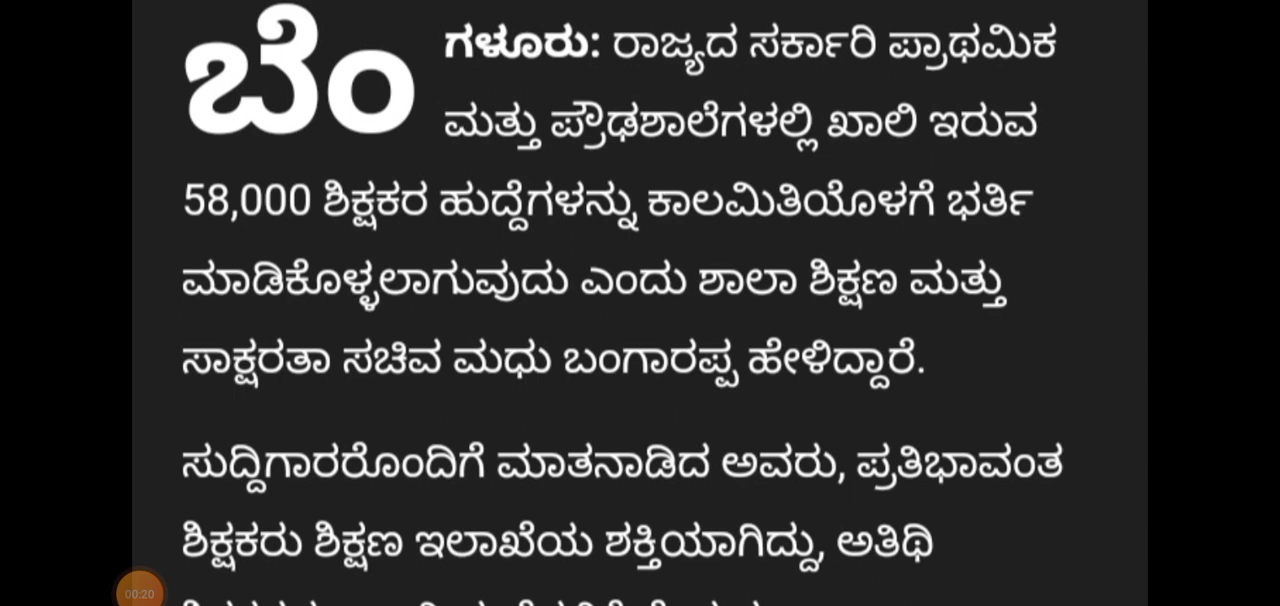 ಬೆಂಗಳೂರು: ರಾಜ್ಯದ ಸರ್ಕಾರಿ ಪ್ರಾಥಮಿಕ
ಮತ್ತು ಪ್ರೌಢಶಾಲೆಗಳಲ್ಲಿ ಖಾಲಿ ಇರುವ
58,000 ಶಿಕ್ಷಕರ ಹುದ್ದೆಗಳನ್ನು ಕಾಲಮಿತಿಯೊಳಗೆ ಭರ್ತಿ
ಮಾಡಿಕೊಳ್ಳಲಾಗುವುದು ಎಂದು ಶಾಲಾ ಶಿಕ್ಷಣ ಮತ್ತು
ಸಾಕ್ಷರತಾ ಸಚಿವ ಮಧು ಬಂಗಾರಪ್ಪ ಹೇಳಿದ್ದಾರೆ.
ಸುದ್ದಿಗಾರರೊಂದಿಗೆ ಮಾತನಾಡಿದ ಅವರು, ಪ್ರತಿಭಾವಂತ
ಶಿಕ್ಷಕರು ಶಿಕ್ಷಣ ಇಲಾಖೆಯ ಶಕ್ತಿಯಾಗಿದ್ದು, ಅತಿಥಿ
00:20